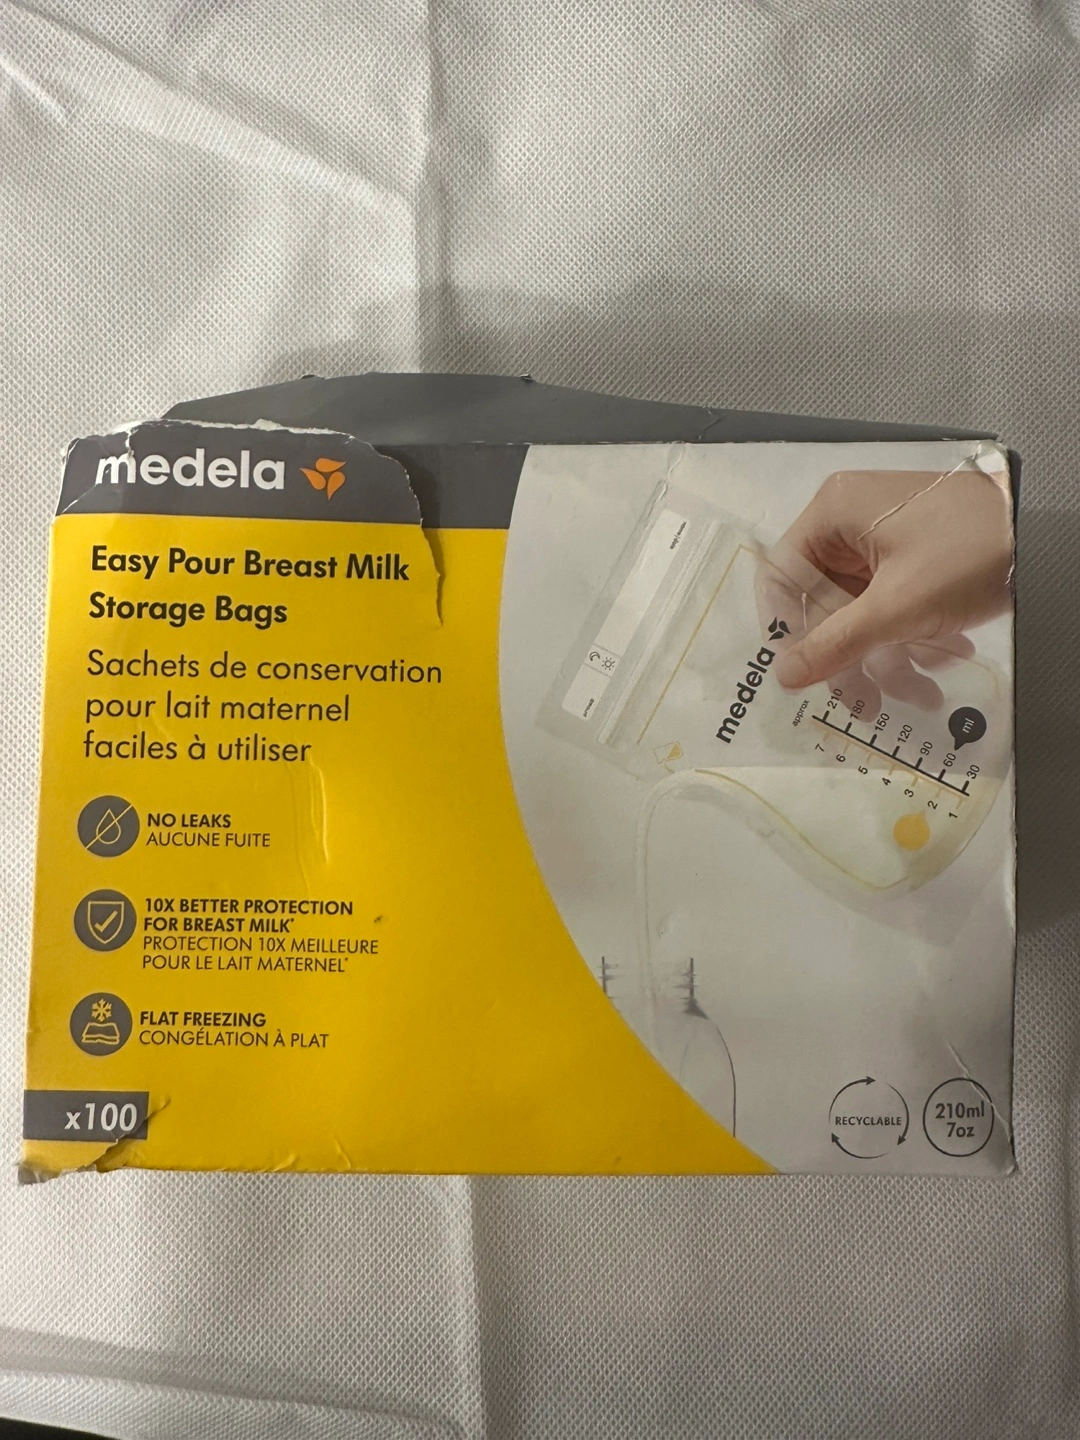 medela
Easy Pour Breast Milk
Storage Bags
Sachets de conservation
pour lait maternel
faciles à utiliser
NO LEAKS
AUCUNE FUITE
10X BETTER PROTECTION
FOR BREAST MILK*
PROTECTION 10X MEILLEURE
POUR LE LAIT MATERNEL*
FLAT FREEZING
CONGÉLATION À PLAT
x100
medela
approx
7 210
6 180
5 150
4 120
3 90
2 60
1 30
ml
RECYCLABLE
210ml
7oz